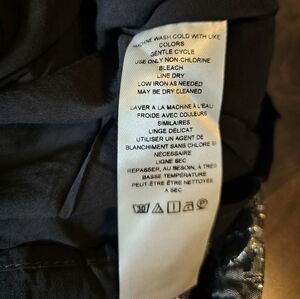 MACHINE WASH COLD WITH LIKE
COLORS
GENTLE CYCLE
USE ONLY NON-CHLORINE
BLEACH
LINE DRY
LOW IRON AS NEEDED
MAY BE DRY CLEANED
LAVER A LA MACHINE À L'EAU
FROIDE AVEC COULEURS
SIMILAIRES
LINGE DÉLICAT
UTILISER UN AGENT DE
BLANCHIMENT SANS CHLORE SI
NÉCESSAIRE
LIGNE SEC
REPASSER, AU BESOIN, À TRÈS
BASSE TEMPÉRATURE
PEUT-ÊTRE ÊTRE NETTOYÉE
A SEC